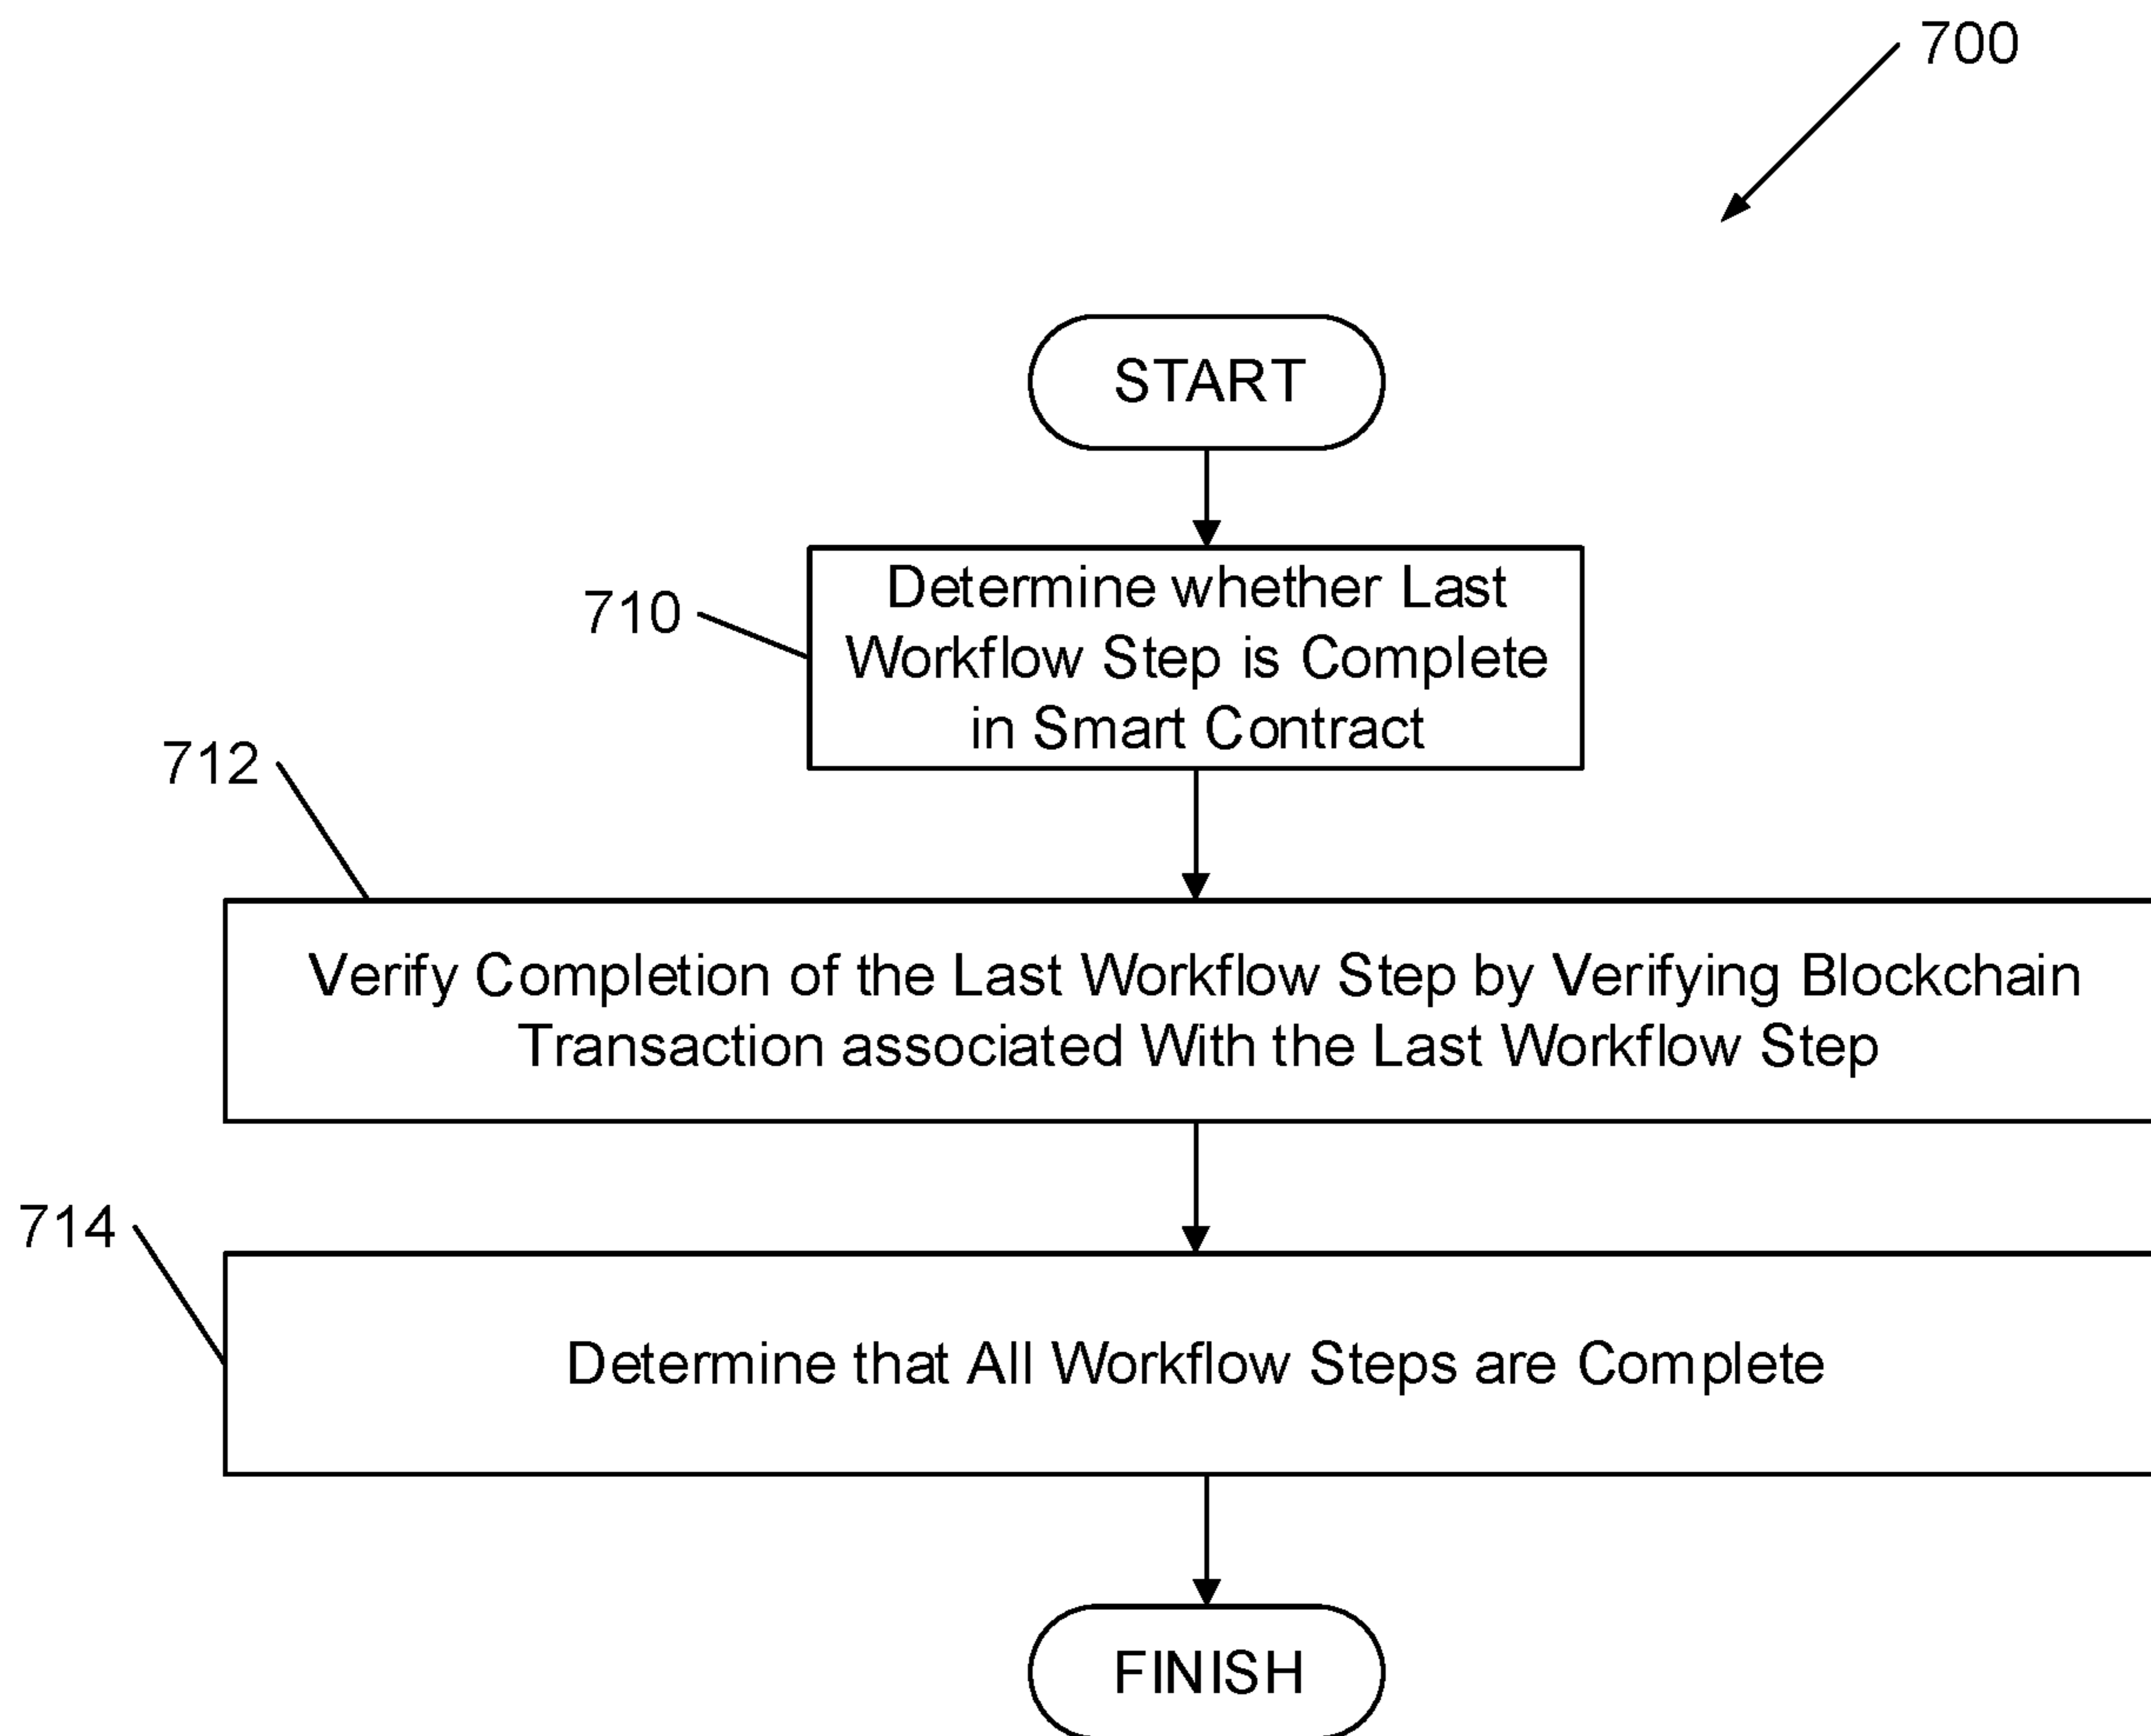 700
START
710
Determine whether Last
Workflow Step is Complete
in Smart Contract
712
Verify Completion of the Last Workflow Step by Verifying Blockchain
Transaction associated With the Last Workflow Step
714
Determine that All Workflow Steps are Complete
FINISH